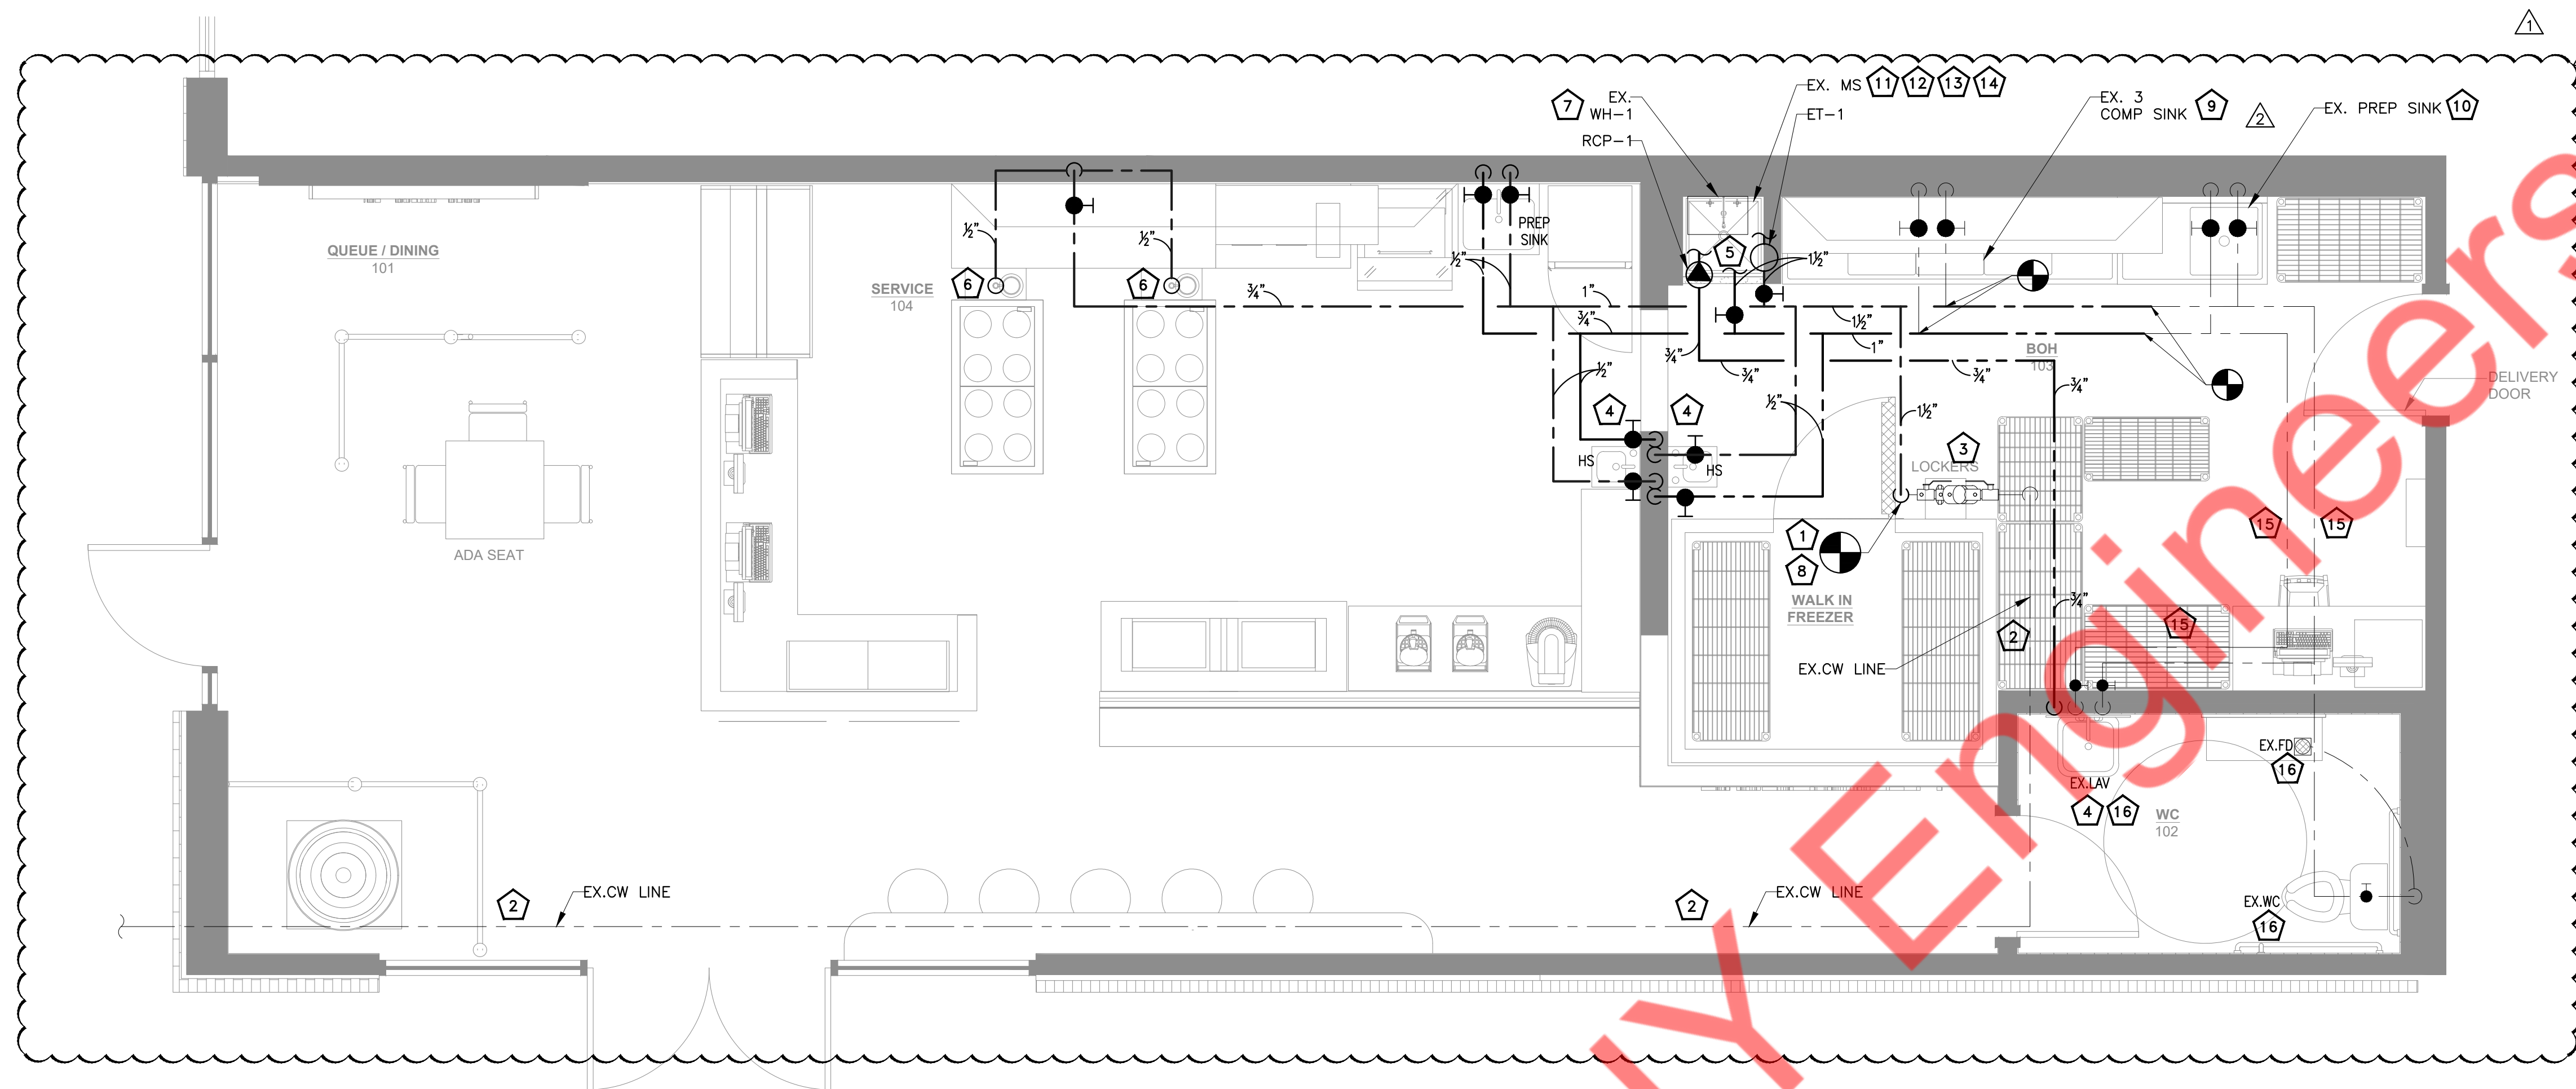 1
EX. MS 11 12 13 14
7 EX.
WH-1
ET-1
RCP-1
EX. 3
COMP SINK 9
2
EX. PREP SINK 10
PREP
SINK
QUEUE / DINING
101
SERVICE
104
½"
½"
6
6
¾"
½"
5
1½"
1"
¾"
1½"
1"
¾"
¾"
¾"
¾"
BOH
103
DELIVERY
DOOR
½"
½"
4
4
1½"
3
LOCKERS
HS
HS
ADA SEAT
1
8
WALK IN
FREEZER
15
15
¾"
15
2
EX.CW LINE
EX.FD
16
EX.LAV
4 16
WC
102
EX.WC
16
2
EX.CW LINE
2
EX.CW LINE
NY Engineers